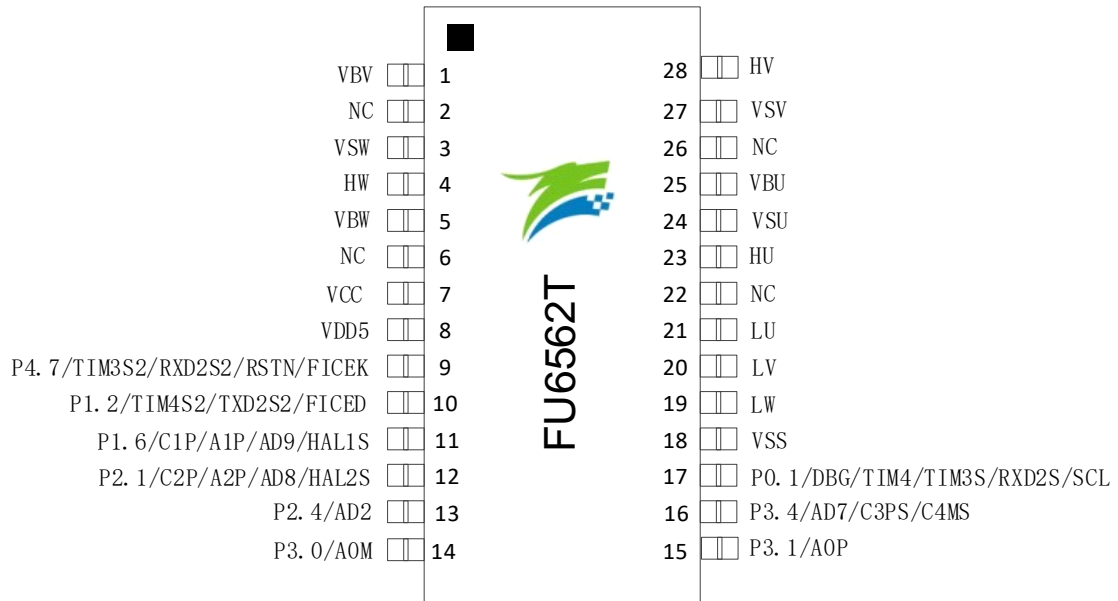 VBV 1 28 HV
NC 2 27 VSV
VSW 3 26 NC
HW 4 25 VBU
VBW 5 24 VSU
NC 6 23 HU
VCC 7 22 NC
VDD5 8 21 LU
P4.7/TIM3S2/RXD2S2/RSTN/FICEK 9 20 LV
P1.2/TIM4S2/TXD2S2/FICED 10 19 LW
P1.6/C1P/A1P/AD9/HAL1S 11 18 VSS
P2.1/C2P/A2P/AD8/HAL2S 12 17 P0.1/DBG/TIM4/TIM3S/RXD2S/SCL
P2.4/AD2 13 16 P3.4/AD7/C3PS/C4MS
P3.0/A0M 14 15 P3.1/A0P
FU6562T